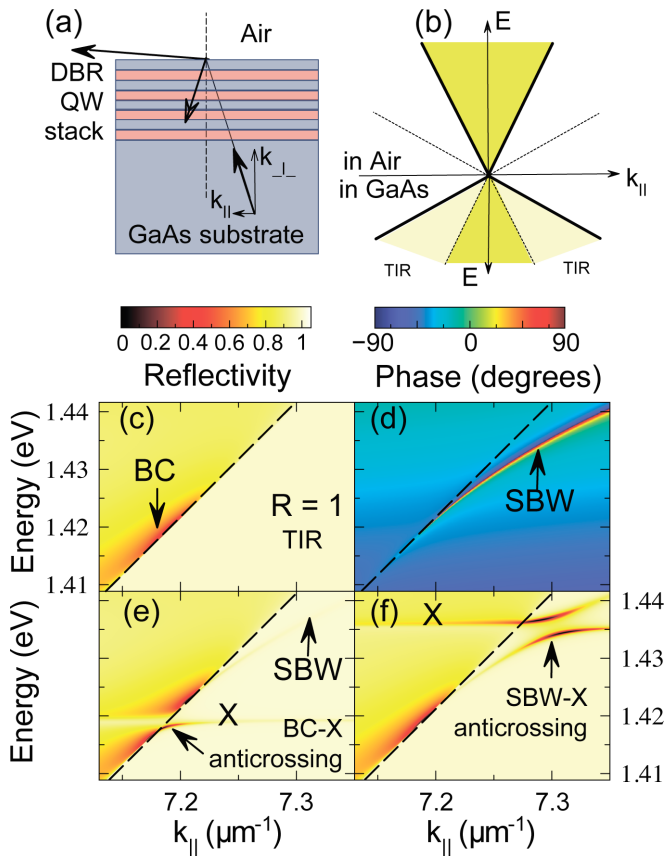 (a)
Air
DBR
QW
stack
k_|_
k||
GaAs substrate
(b)
E
in Air
in GaAs
k||
TIR
E
TIR
0 0.2 0.4 0.6 0.8 1
Reflectivity
−90 0 90
Phase (degrees)
(c)
BC
R = 1
TIR
1.44
1.43
1.42
1.41
Energy (eV)
(d)
SBW
(e)
SBW
X
BC-X
anticrossing
Energy (eV)
7.2 7.3
k|| (μm-1)
(f)
X
SBW-X
anticrossing
1.44
1.43
1.42
1.41
7.2 7.3
k|| (μm-1)